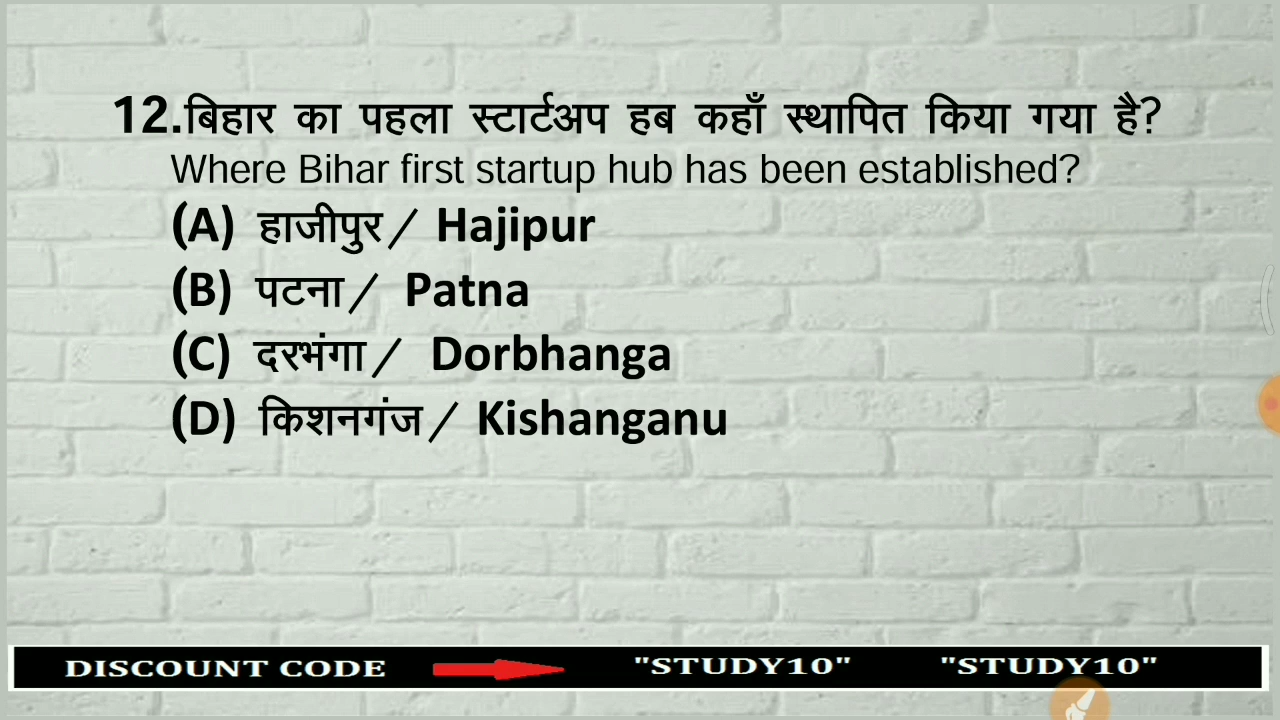 12.बिहार का पहला स्टार्टअप हब कहाँ स्थापित किया गया है?
Where Bihar first startup hub has been established?
(A) हाजीपुर/ Hajipur
(B) पटना/ Patna
(C) दरभंगा/ Dorbhanga
(D) किशनगंज/ Kishanganu
DISCOUNT CODE "STUDY10" "STUDY10"